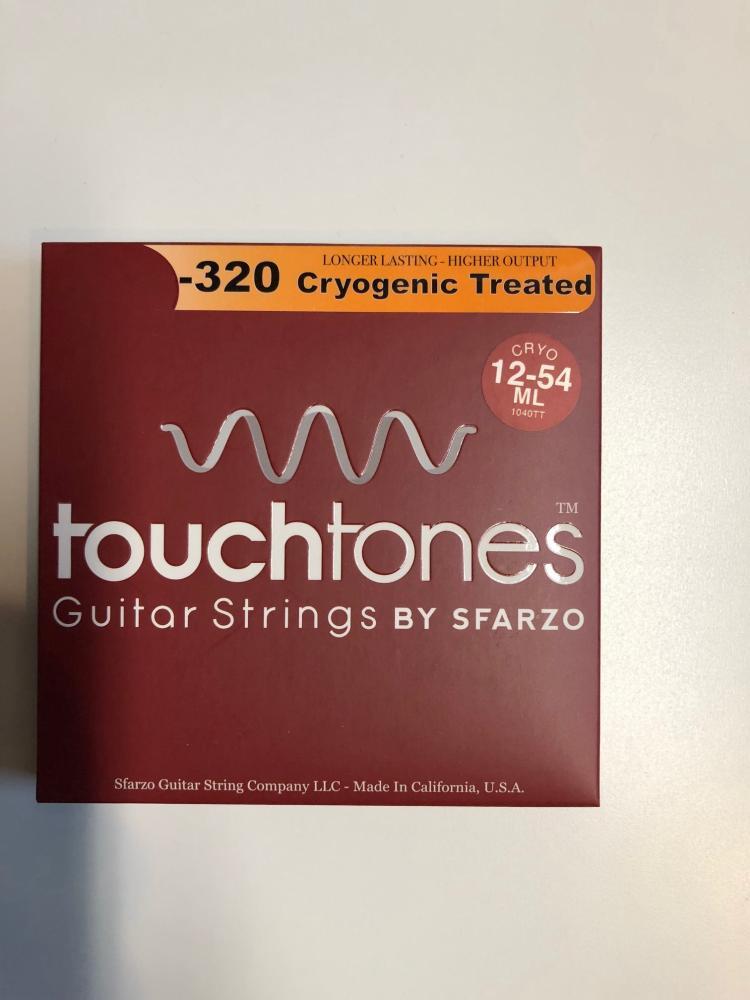 LONGER LASTING - HIGHER OUTPUT
-320 Cryogenic Treated
CRYO
12-54
ML
1040TT
touchtones™
Guitar Strings BY SFARZO
Sfarzo Guitar String Company LLC - Made In California, U.S.A.